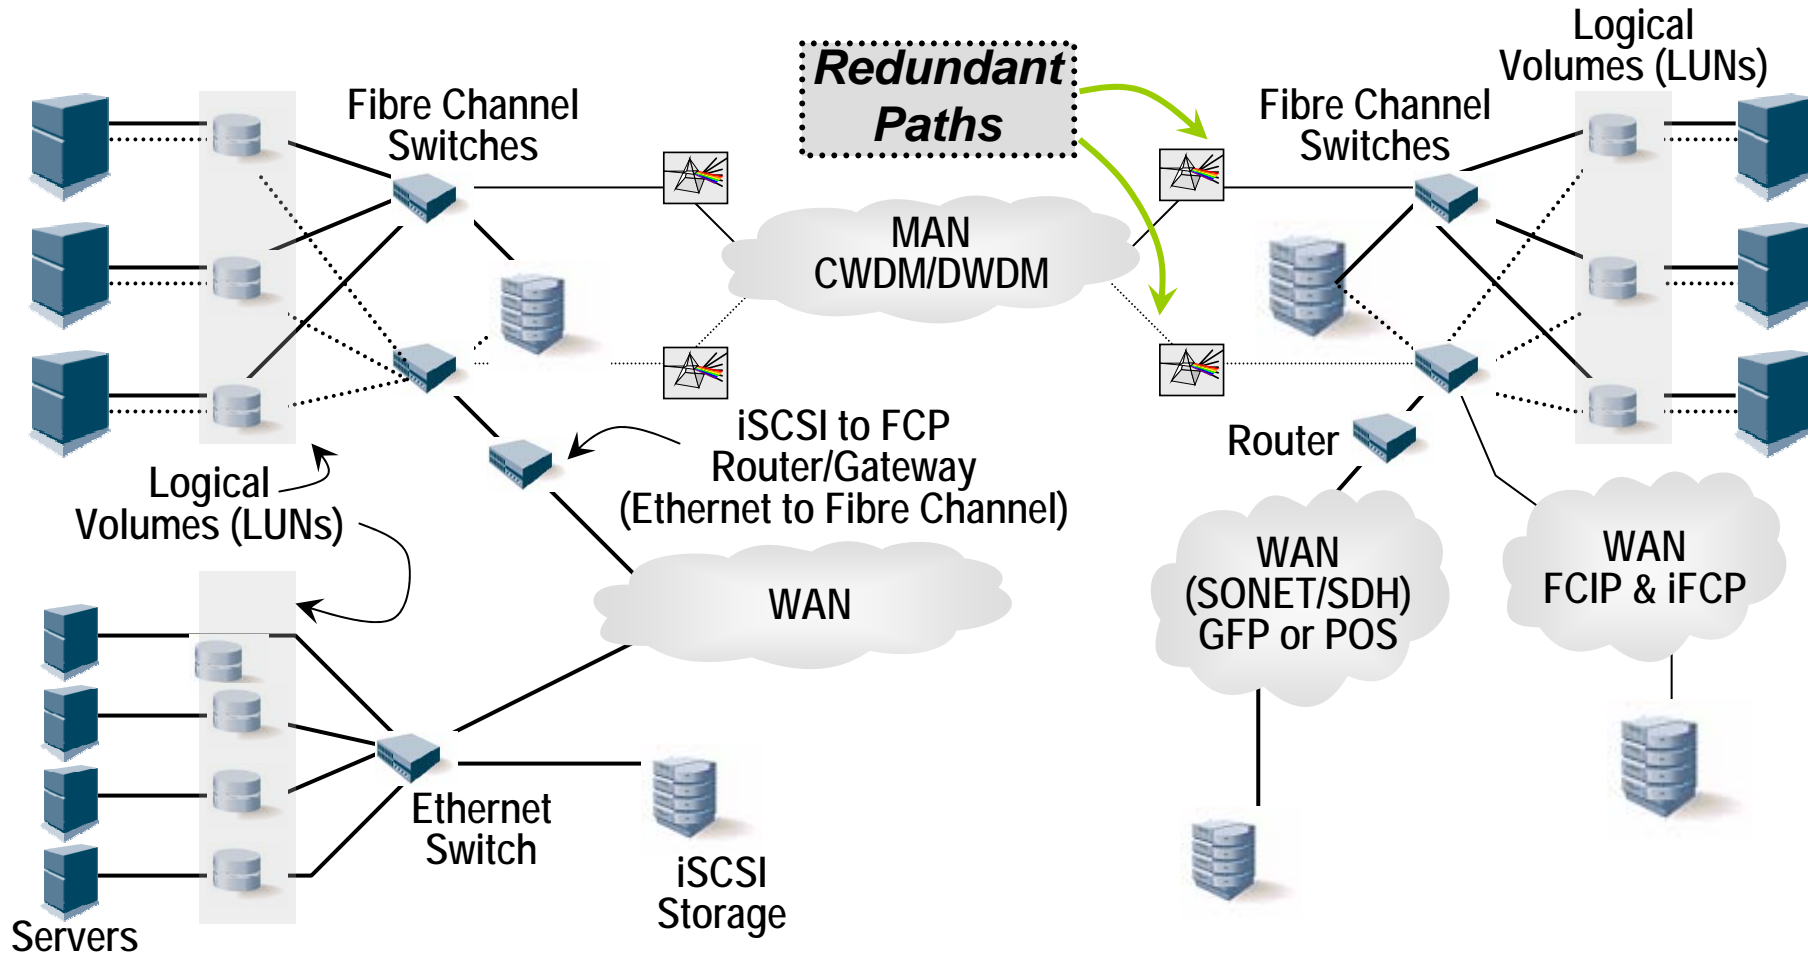 Logical
Volumes (LUNs)
Redundant
Paths
Fibre Channel
Switches
Fibre Channel
Switches
MAN
CWDM/DWDM
iSCSI to FCP
Router/Gateway
(Ethernet to Fibre Channel)
Router
Logical
Volumes (LUNs)
WAN
WAN
(SONET/SDH)
GFP or POS
WAN
FCIP & iFCP
Ethernet
Switch
iSCSI
Storage
Servers